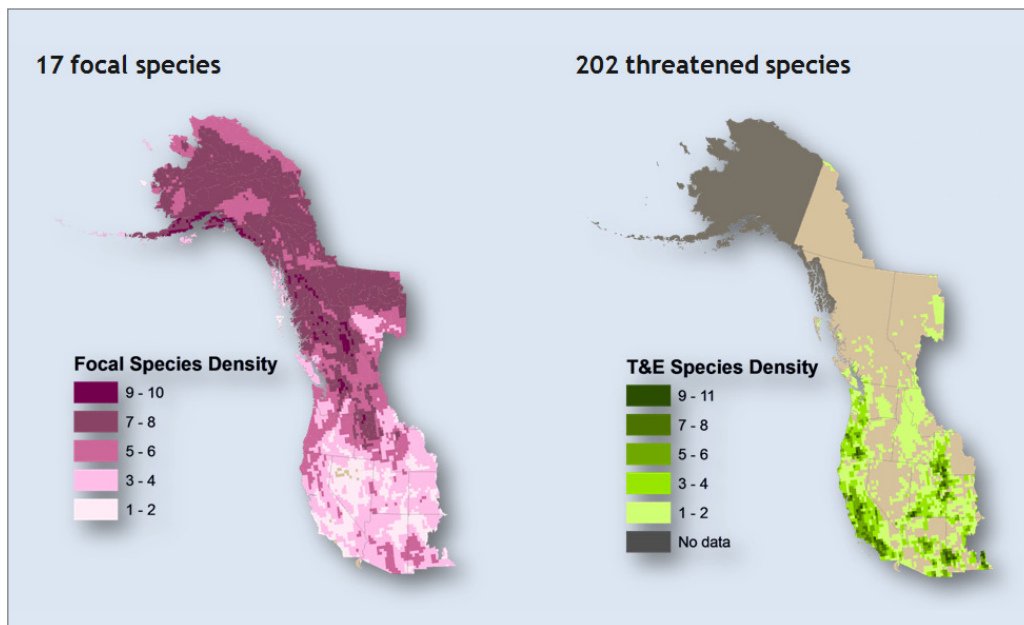 17 focal species
202 threatened species
Focal Species Density
9 - 10
7 - 8
5 - 6
3 - 4
1 - 2
T&E Species Density
9 - 11
7 - 8
5 - 6
3 - 4
1 - 2
No data